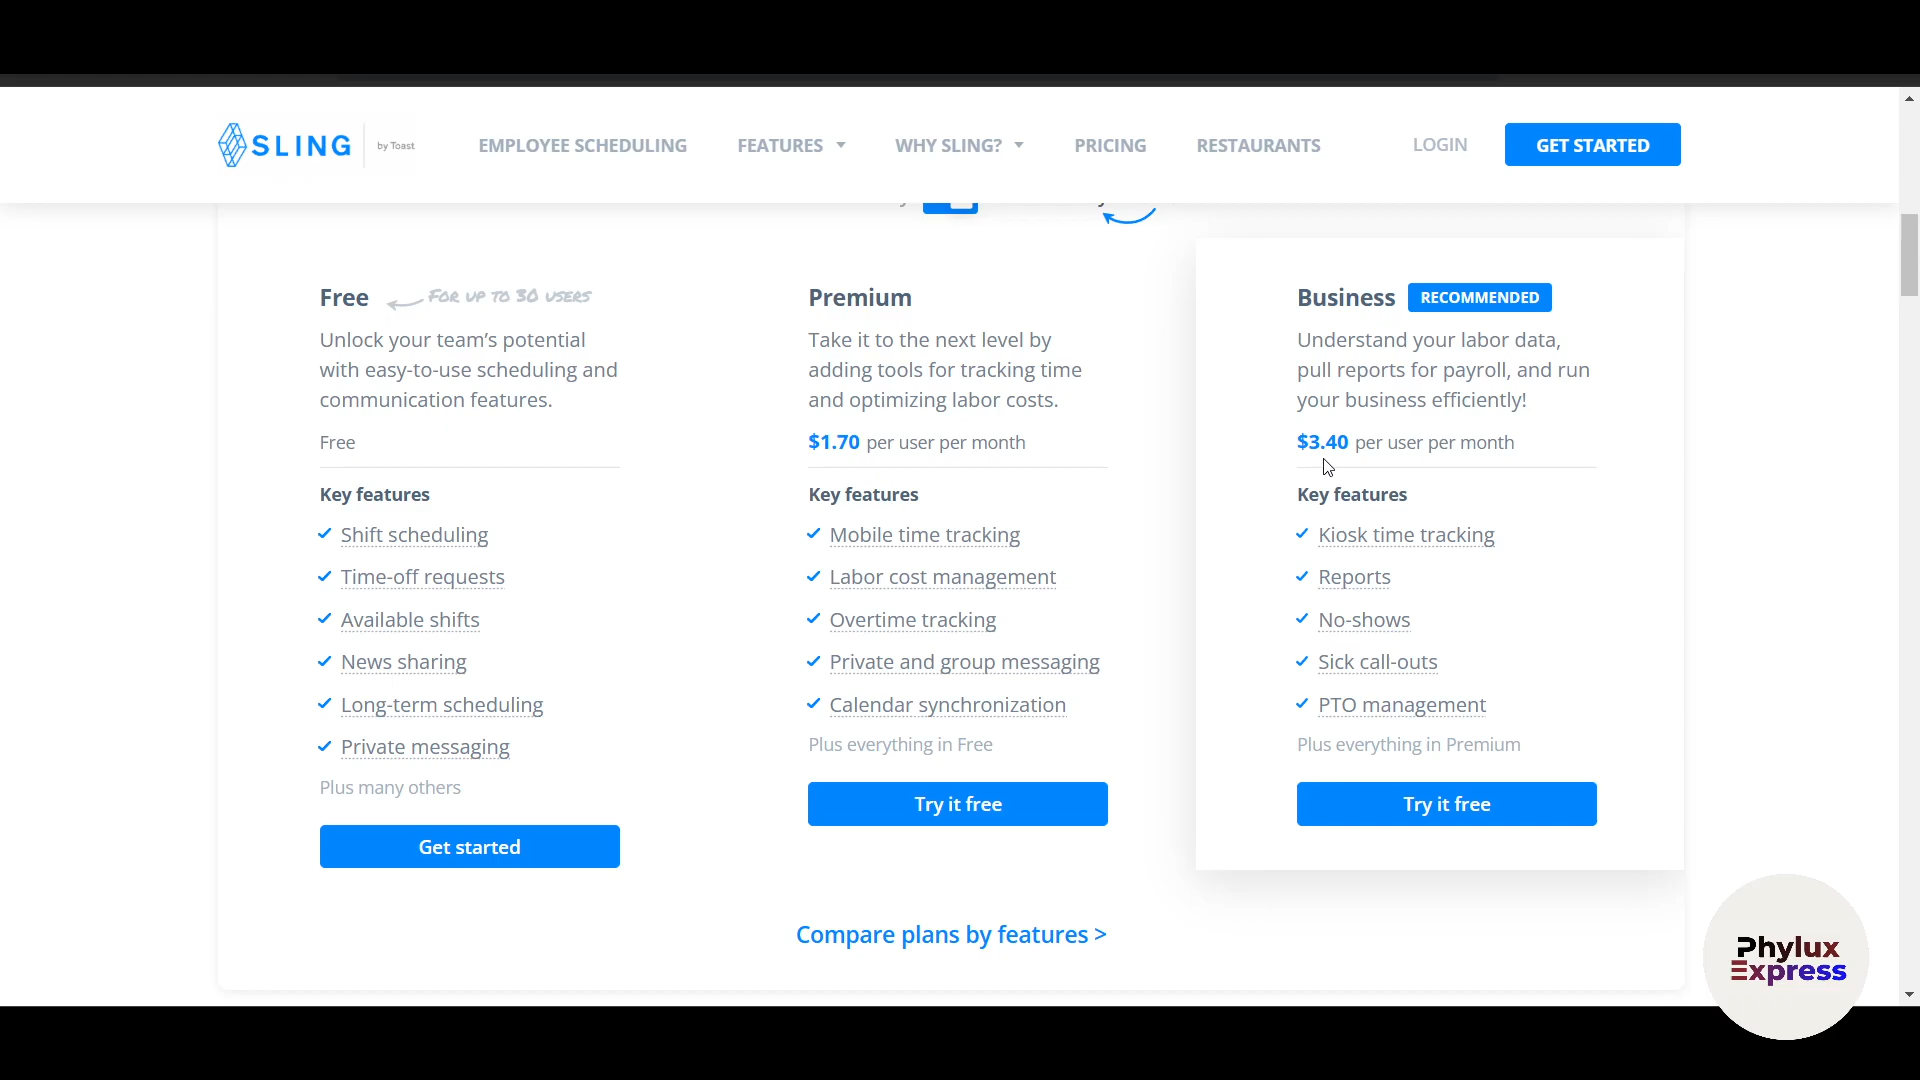 SLING by Toast EMPLOYEE SCHEDULING FEATURES WHY SLING? PRICING RESTAURANTS LOGIN GET STARTED
Free FOR UP TO 30 USERS
Unlock your team’s potential
with easy-to-use scheduling and
communication features.
Free
Key features
Shift scheduling
Time-off requests
Available shifts
News sharing
Long-term scheduling
Private messaging
Plus many others
Get started
Premium
Take it to the next level by
adding tools for tracking time
and optimizing labor costs.
$1.70 per user per month
Key features
Mobile time tracking
Labor cost management
Overtime tracking
Private and group messaging
Calendar synchronization
Plus everything in Free
Try it free
Business RECOMMENDED
Understand your labor data,
pull reports for payroll, and run
your business efficiently!
$3.40 per user per month
Key features
Kiosk time tracking
Reports
No-shows
Sick call-outs
PTO management
Plus everything in Premium
Try it free
Compare plans by features >
Phylux
Express